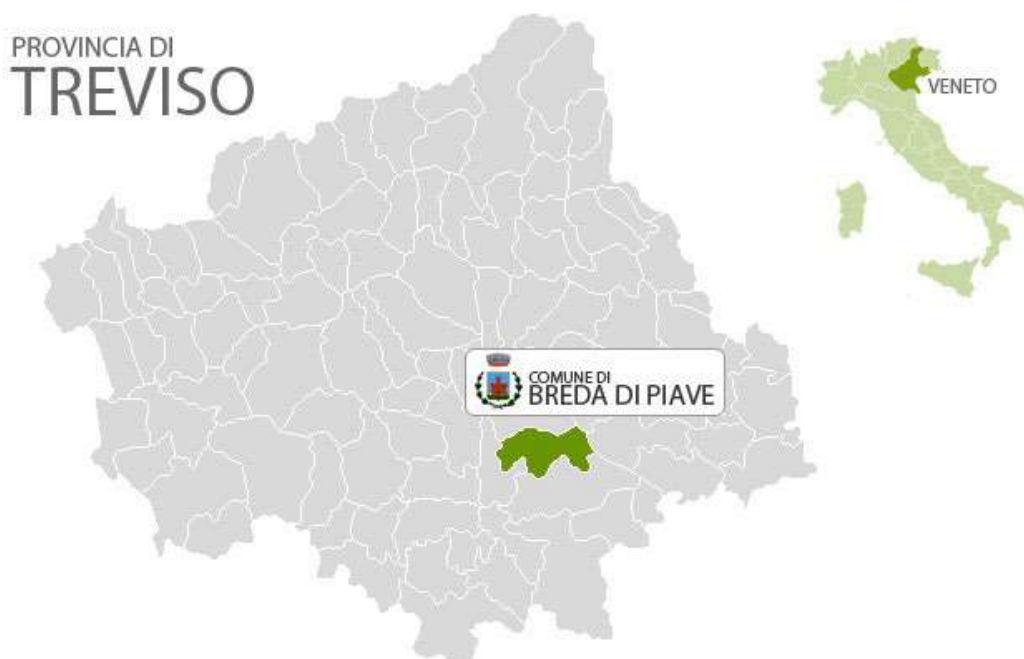 PROVINCIA DI
TREVISO
VENETO
COMUNE DI
BREDA DI PIAVE